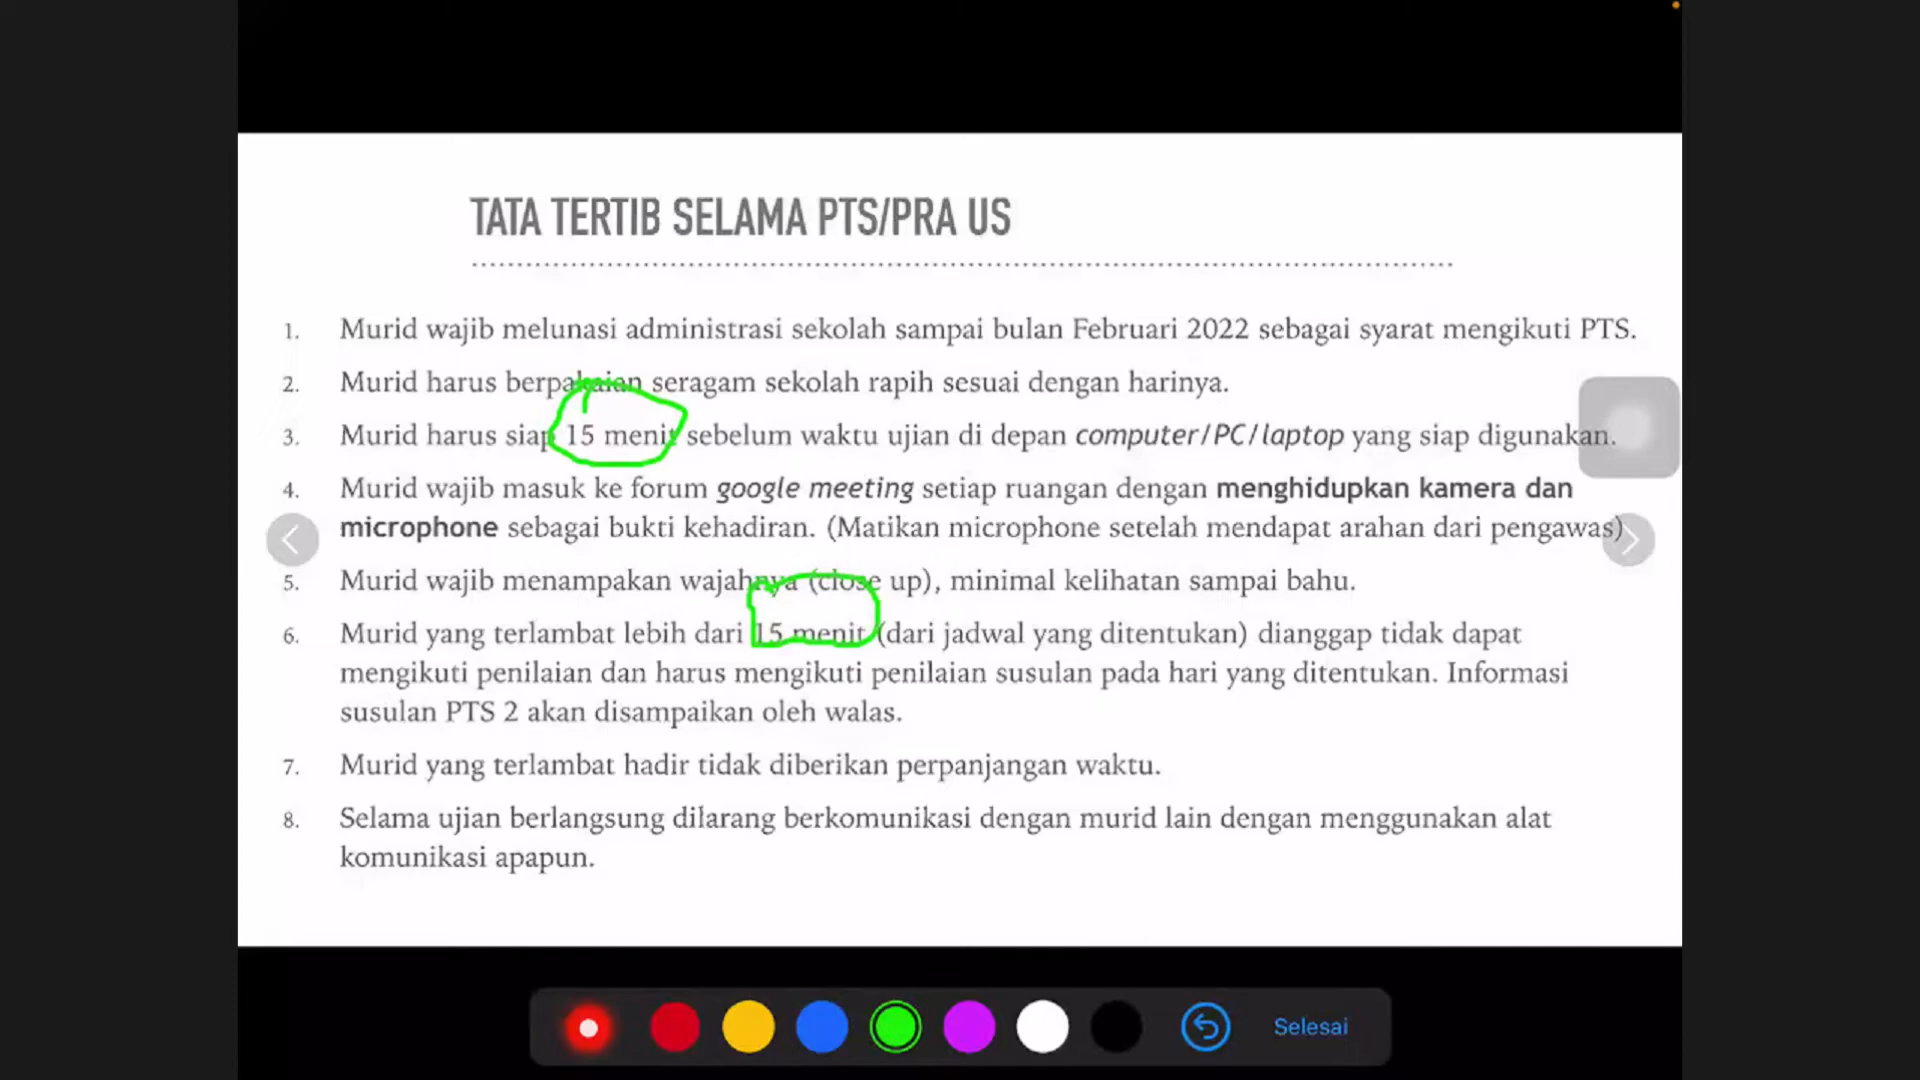 TATA TERTIB SELAMA PTS/PRA US
1. Murid wajib melunasi administrasi sekolah sampai bulan Februari 2022 sebagai syarat mengikuti PTS.
2. Murid harus berpakaian seragam sekolah rapih sesuai dengan harinya.
3. Murid harus siap 15 menit sebelum waktu ujian di depan computer/PC/laptop yang siap digunakan.
4. Murid wajib masuk ke forum google meeting setiap ruangan dengan menghidupkan kamera dan
microphone sebagai bukti kehadiran. (Matikan microphone setelah mendapat arahan dari pengawas)
5. Murid wajib menampakan wajahnya (close up), minimal kelihatan sampai bahu.
6. Murid yang terlambat lebih dari 15 menit (dari jadwal yang ditentukan) dianggap tidak dapat
mengikuti penilaian dan harus mengikuti penilaian susulan pada hari yang ditentukan. Informasi
susulan PTS 2 akan disampaikan oleh walas.
7. Murid yang terlambat hadir tidak diberikan perpanjangan waktu.
8. Selama ujian berlangsung dilarang berkomunikasi dengan murid lain dengan menggunakan alat
komunikasi apapun.
Selesai